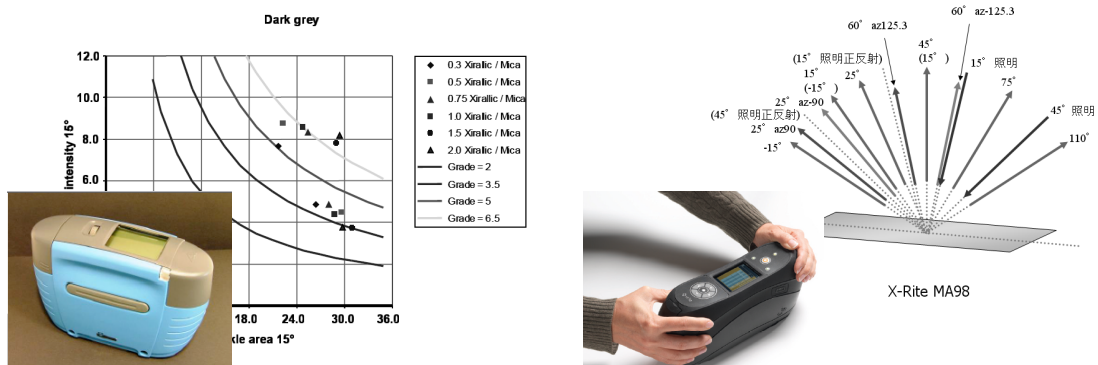 Dark grey
12.0
10.0
8.0
6.0
intensity 15°
18.0
24.0
30.0
36.0
kle area 15°
0.3 Xirallic / Mica
0.5 Xirallic / Mica
0.75 Xirallic / Mica
1.0 Xirallic / Mica
1.5 Xirallic / Mica
2.0 Xirallic / Mica
Grade = 2
Grade = 3.5
Grade = 5
Grade = 6.5
60° az125.3
60° az-125.3
45°
(15°)
(15° 照明正反射)
15°
(-15°)
25°
15° 照明
75°
25° az-90
(45° 照明正反射)
25° az90
-15°
45° 照明
110°
X-Rite MA98